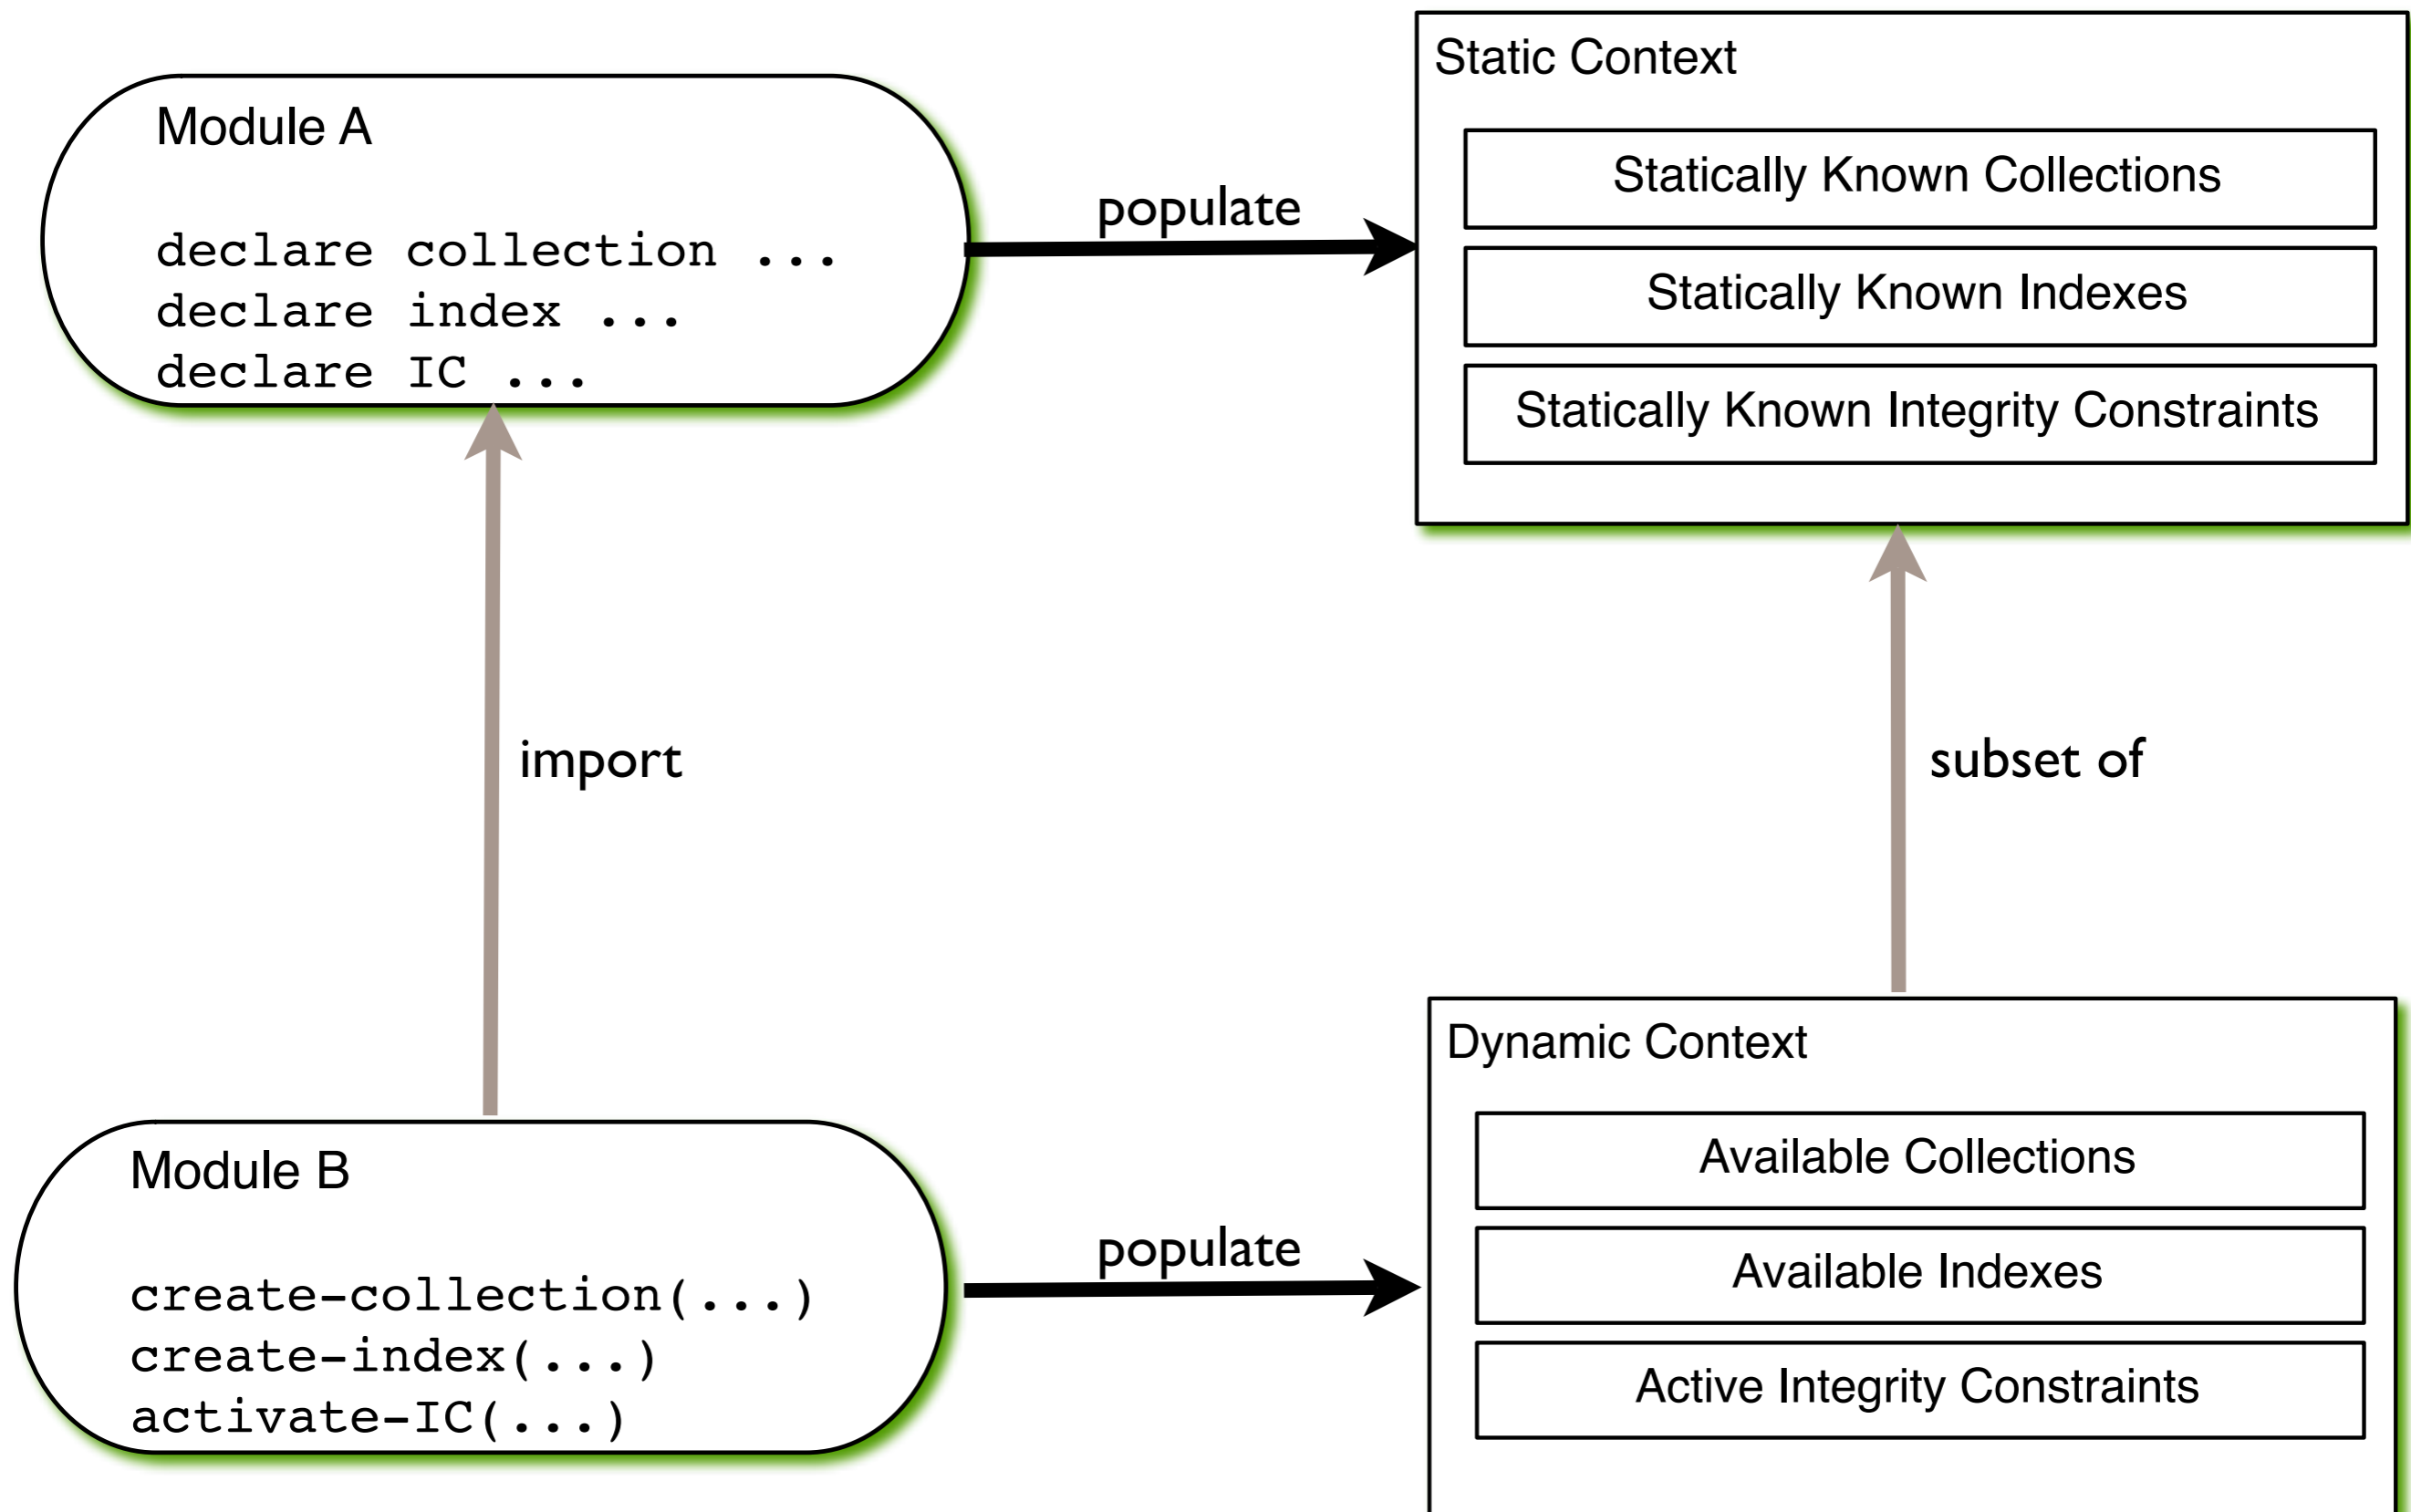 Module A
declare collection ...
declare index ...
declare IC ...
populate
Static Context
Statically Known Collections
Statically Known Indexes
Statically Known Integrity Constraints
import
subset of
Module B
create-collection(...)
create-index(...)
activate-IC(...)
populate
Dynamic Context
Available Collections
Available Indexes
Active Integrity Constraints